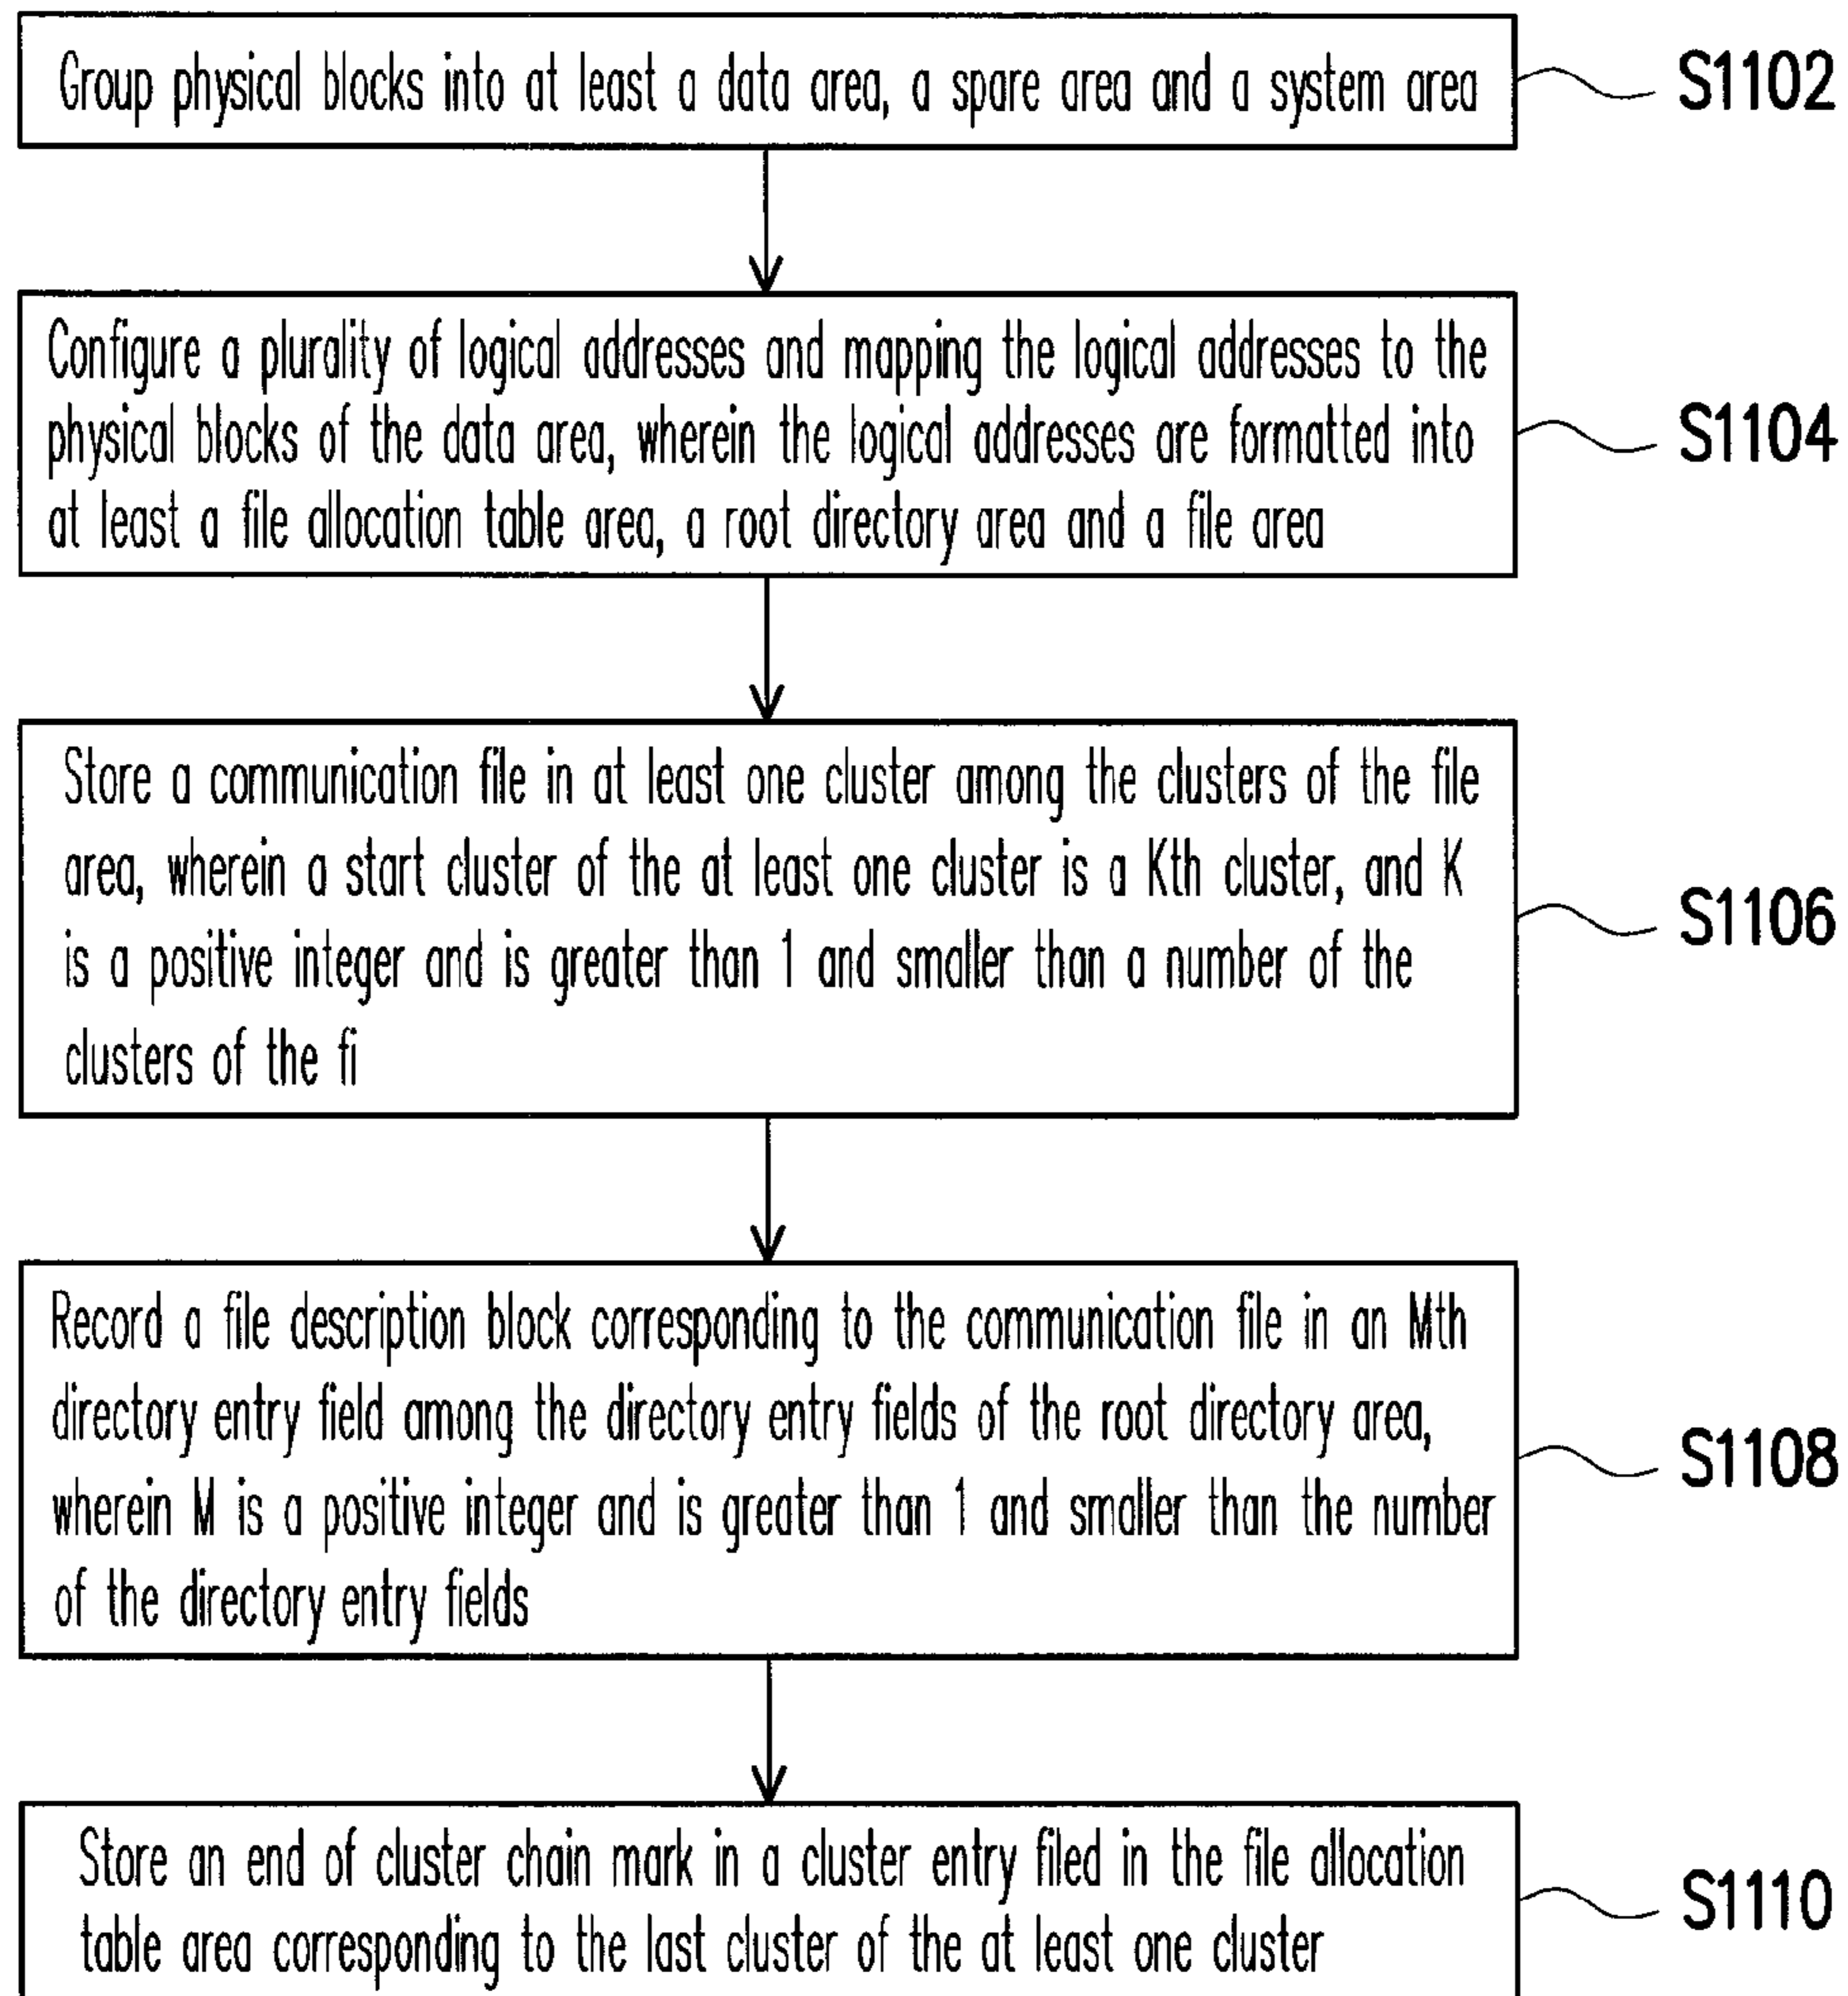 Group physical blocks into at least a data area, a spare area and a system area
S1102
Configure a plurality of logical addresses and mapping the logical addresses to the
physical blocks of the data area, wherein the logical addresses are formatted into
at least a file allocation table area, a root directory area and a file area
S1104
Store a communication file in at least one cluster among the clusters of the file
area, wherein a start cluster of the at least one cluster is a Kth cluster, and K
is a positive integer and is greater than 1 and smaller than a number of the
clusters of the fi
S1106
Record a file description block corresponding to the communication file in an Mth
directory entry field among the directory entry fields of the root directory area,
wherein M is a positive integer and is greater than 1 and smaller than the number
of the directory entry fields
S1108
Store an end of cluster chain mark in a cluster entry filed in the file allocation
table area corresponding to the last cluster of the at least one cluster
S1110